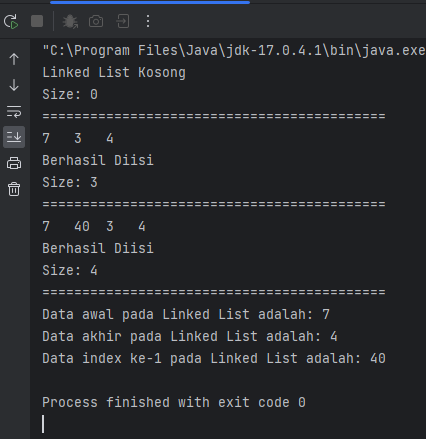 "C:\Program Files\Java\jdk-17.0.4.1\bin\java.exe
Linked List Kosong
Size: 0
===========================================
7   3   4
Berhasil Diisi
Size: 3
===========================================
7   40  3   4
Berhasil Diisi
Size: 4
===========================================
Data awal pada Linked List adalah: 7
Data akhir pada Linked List adalah: 4
Data index ke-1 pada Linked List adalah: 40
Process finished with exit code 0